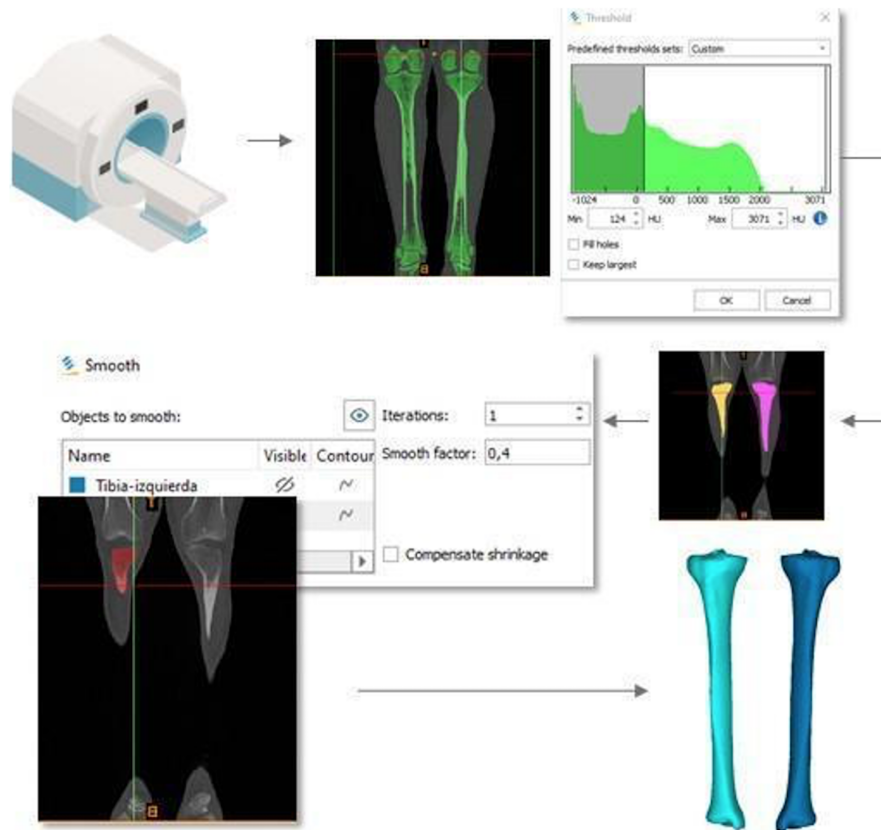 T
B
Threshold
Predefined thresholds sets: Custom
-1024 0 500 1000 1500 2000 3071
Min 124 HU Max 3071 HU i
Fill holes
Keep largest
OK Cancel
T
B
Smooth
Objects to smooth: Iterations: 1
Name Visible Contour Smooth factor: 0,4
Tibia-izquierda
Compensate shrinkage
T
B